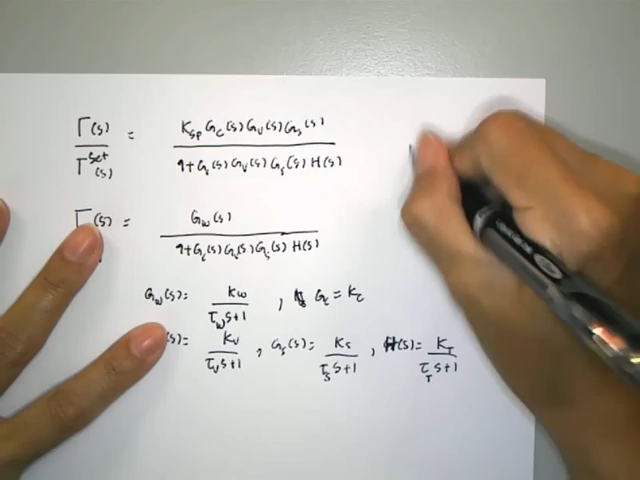 T(s) / T^set(s) = K_sp G_c(s) G_v(s) G_s(s) / 1+G_c(s) G_v(s) G_s(s) H(s)
T(s) = G_w(s) / 1+G_c(s) G_v(s) G_s(s) H(s)
G_w(s) = K_w / τ_w s+1 , G_c = K_c
(s) = K_v / τ_v s+1 , G_s(s) = K_s / τ_s s+1 , H(s) = K_T / τ_T s+1